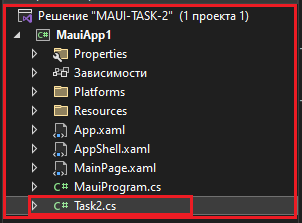 Решение "MAUI-TASK-2" (1 проекта 1)
MauiApp1
Properties
Зависимости
Platforms
Resources
App.xaml
AppShell.xaml
MainPage.xaml
C# MauiProgram.cs
C# Task2.cs